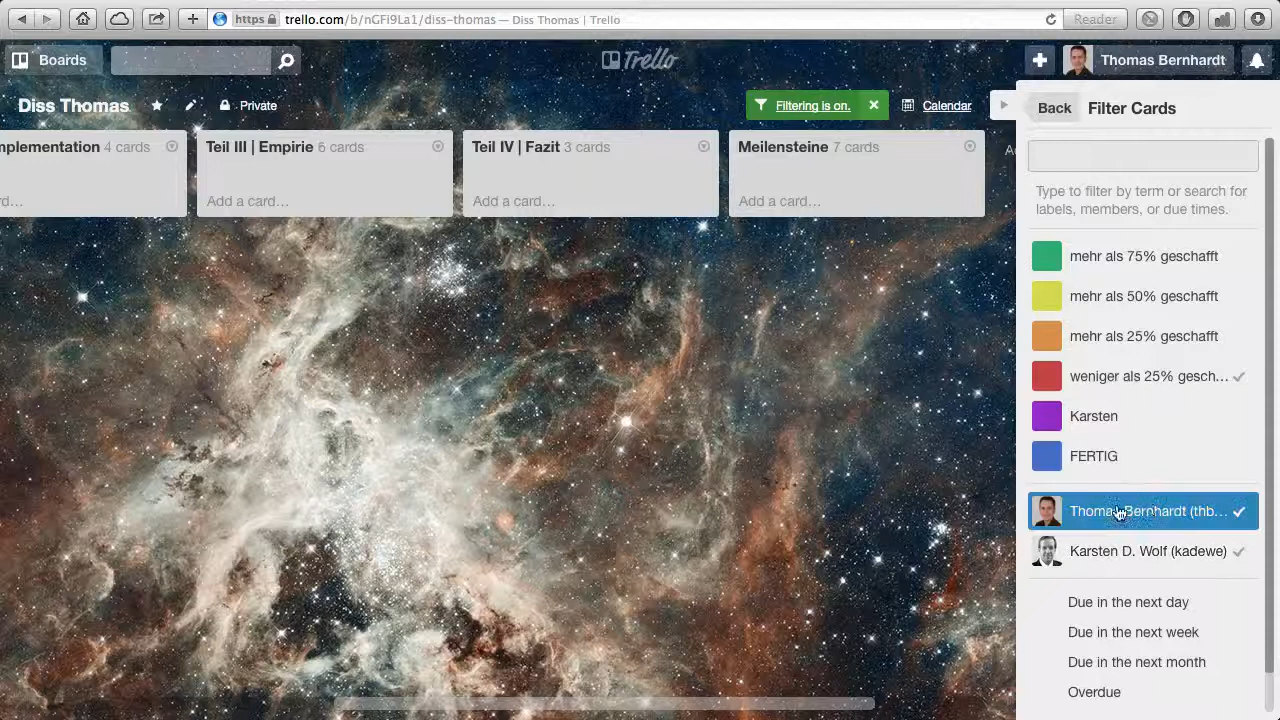 https trello.com/b/nGFi9La1/diss-thomas — Diss Thomas | Trello
Reader
Boards
Trello
Thomas Bernhardt
Diss Thomas
Private
Filtering is on.
Calendar
Back
Filter Cards
mplementation 4 cards
Teil III | Empirie 6 cards
Teil IV | Fazit 3 cards
Meilensteine 7 cards
Add a card…
Add a card…
Add a card…
Type to filter by term or search for
labels, members, or due times.
mehr als 75% geschafft
mehr als 50% geschafft
mehr als 25% geschafft
weniger als 25% gesch…
Karsten
FERTIG
Thomas Bernhardt (thb…
Karsten D. Wolf (kadewe)
Due in the next day
Due in the next week
Due in the next month
Overdue